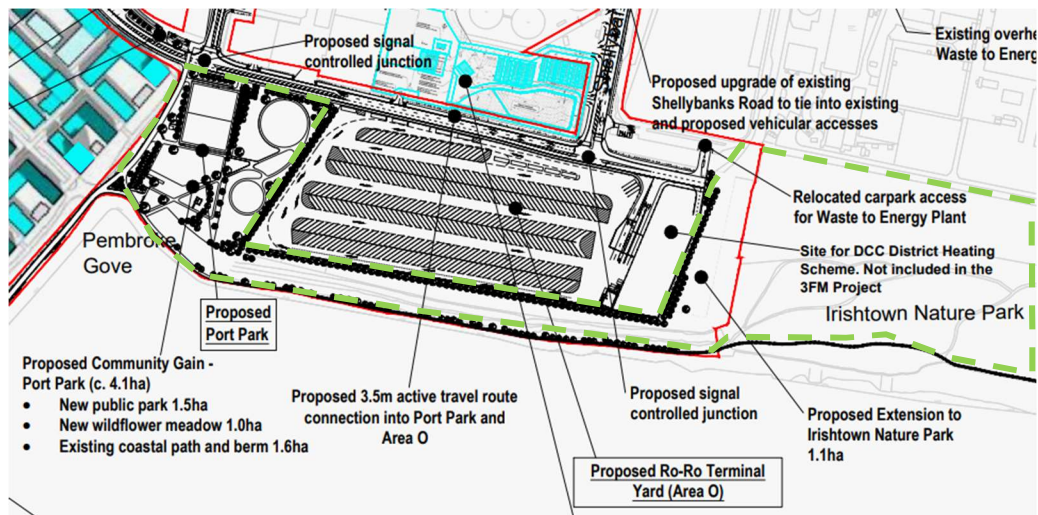 Proposed signal
controlled junction
Existing overhe
Waste to Energ
Proposed upgrade of existing
Shellybanks Road to tie into existing
and proposed vehicular accesses
Relocated carpark access
for Waste to Energy Plant
Site for DCC District Heating
Scheme. Not included in the
3FM Project
Irishtown Nature Park
Pembroke
Gove
Proposed
Port Park
Proposed Community Gain -
Port Park (c. 4.1ha)
• New public park 1.5ha
• New wildflower meadow 1.0ha
• Existing coastal path and berm 1.6ha
Proposed 3.5m active travel route
connection into Port Park and
Area O
Proposed signal
controlled junction
Proposed Extension to
Irishtown Nature Park
1.1ha
Proposed Ro-Ro Terminal
Yard (Area O)